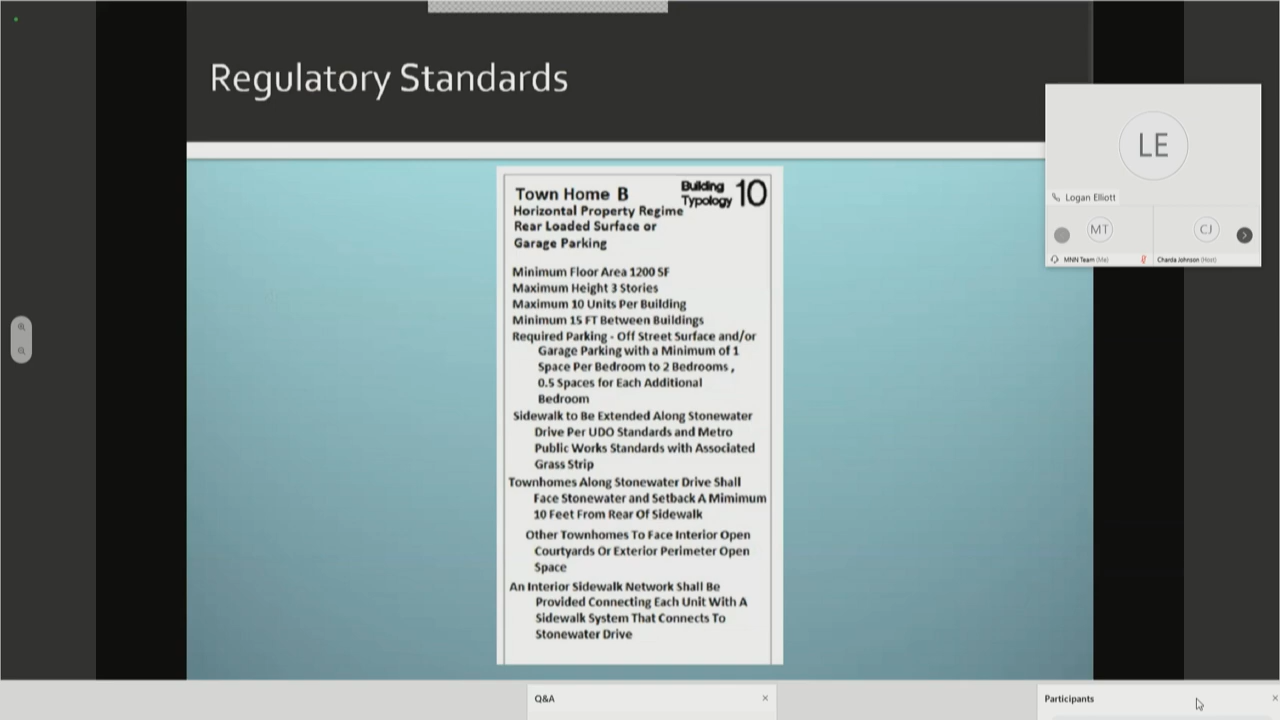 Regulatory Standards
LE
Logan Elliott
MT
CJ
MNN Team (Me)
Charda Johnson (Host)
Town Home B
Building
Typology 10
Horizontal Property Regime
Rear Loaded Surface or
Garage Parking
Minimum Floor Area 1200 SF
Maximum Height 3 Stories
Maximum 10 Units Per Building
Minimum 15 FT Between Buildings
Required Parking - Off Street Surface and/or
Garage Parking with a Minimum of 1
Space Per Bedroom to 2 Bedrooms ,
0.5 Spaces for Each Additional
Bedroom
Sidewalk to Be Extended Along Stonewater
Drive Per UDO Standards and Metro
Public Works Standards with Associated
Grass Strip
Townhomes Along Stonewater Drive Shall
Face Stonewater and Setback A Mimimum
10 Feet From Rear Of Sidewalk
Other Townhomes To Face Interior Open
Courtyards Or Exterior Perimeter Open
Space
An Interior Sidewalk Network Shall Be
Provided Connecting Each Unit With A
Sidewalk System That Connects To
Stonewater Drive
Q&A
Participants